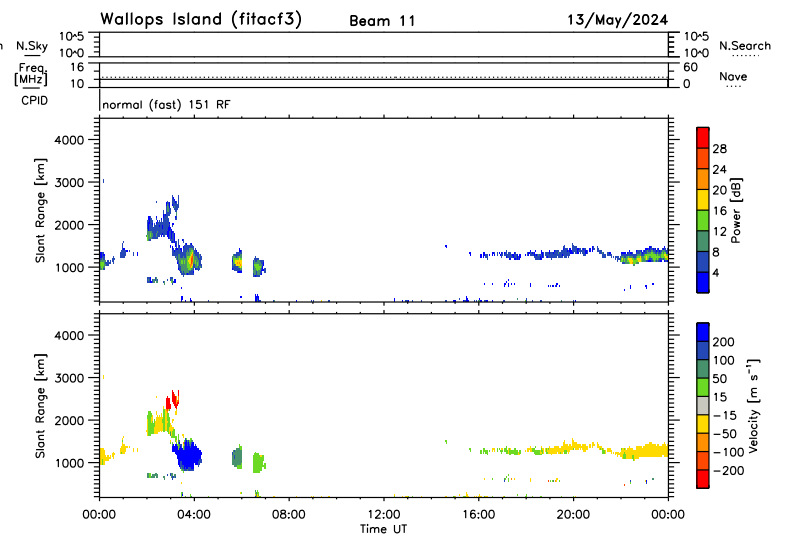 Wallops Island (fitacf3) Beam 11 13/May/2024
n N.Sky 10^5 10^5 N.Search
10^0 10^0
Freq. 16 60 Nave
[MHz] 10 0
CPID normal (fast) 151 RF
Slant Range [km]
4000
3000
2000
1000
28
24
20
16
12
8
4
Power [dB]
Slant Range [km]
4000
3000
2000
1000
200
100
50
15
-15
-50
-100
-200
Velocity [m s⁻¹]
00:00 04:00 08:00 12:00 16:00 20:00 00:00
Time UT